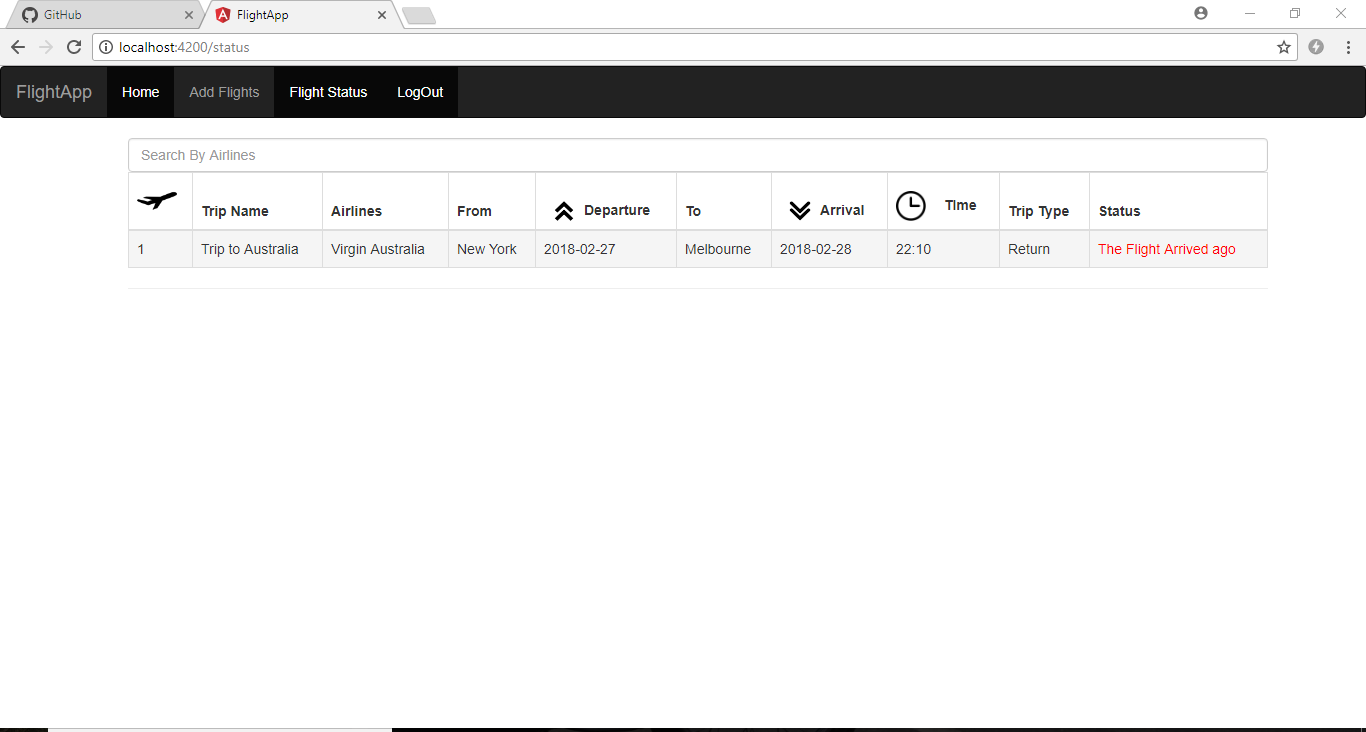 GitHub FlightApp
localhost:4200/status
FlightApp Home Add Flights Flight Status LogOut
Search By Airlines
Trip Name Airlines From Departure To Arrival TIme Trip Type Status
1 Trip to Australia Virgin Australia New York 2018-02-27 Melbourne 2018-02-28 22:10 Return The Flight Arrived ago